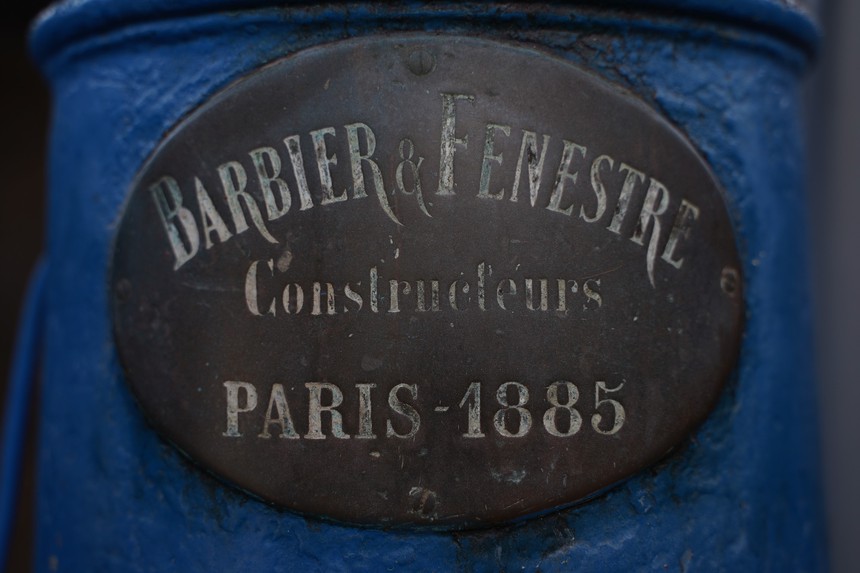 BARBIER & FENESTRE
Constructeurs
PARIS-1885